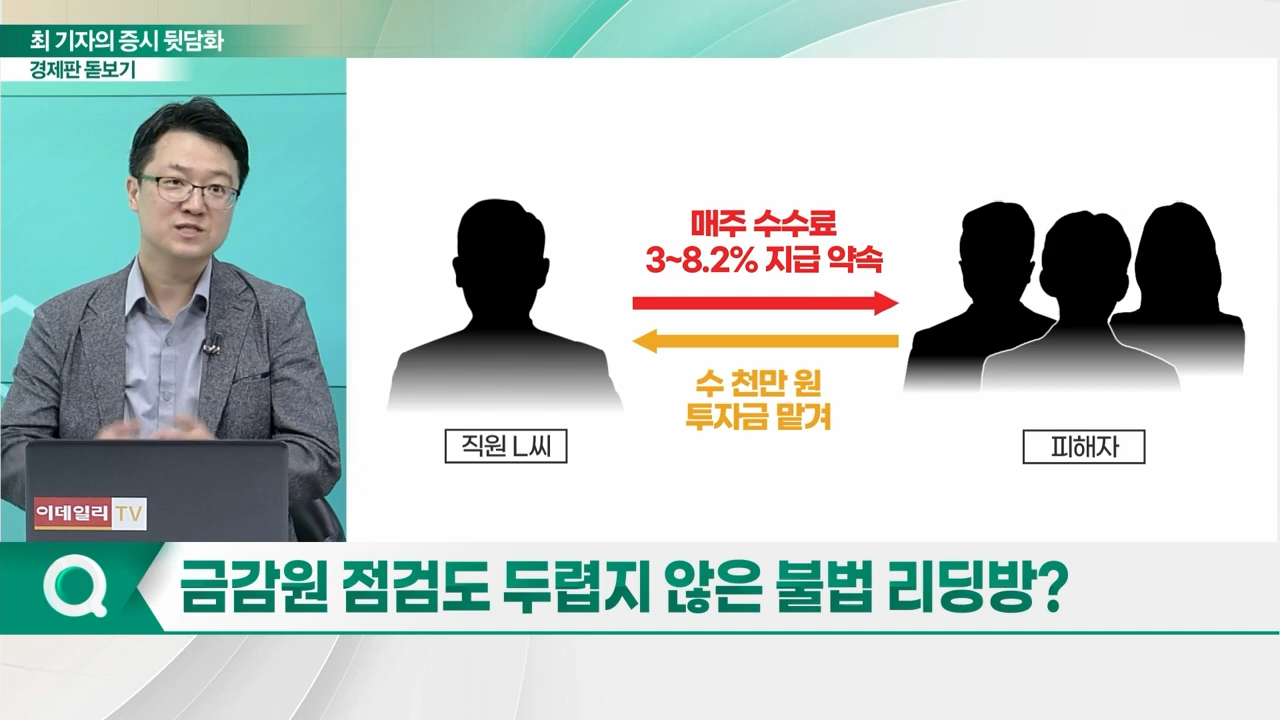 최 기자의 증시 뒷담화
경제판 돋보기
매주 수수료
3~8.2% 지급 약속
수 천만 원
투자금 맡겨
직원 L씨
피해자
이데일리 TV
금감원 점검도 두렵지 않은 불법 리딩방?